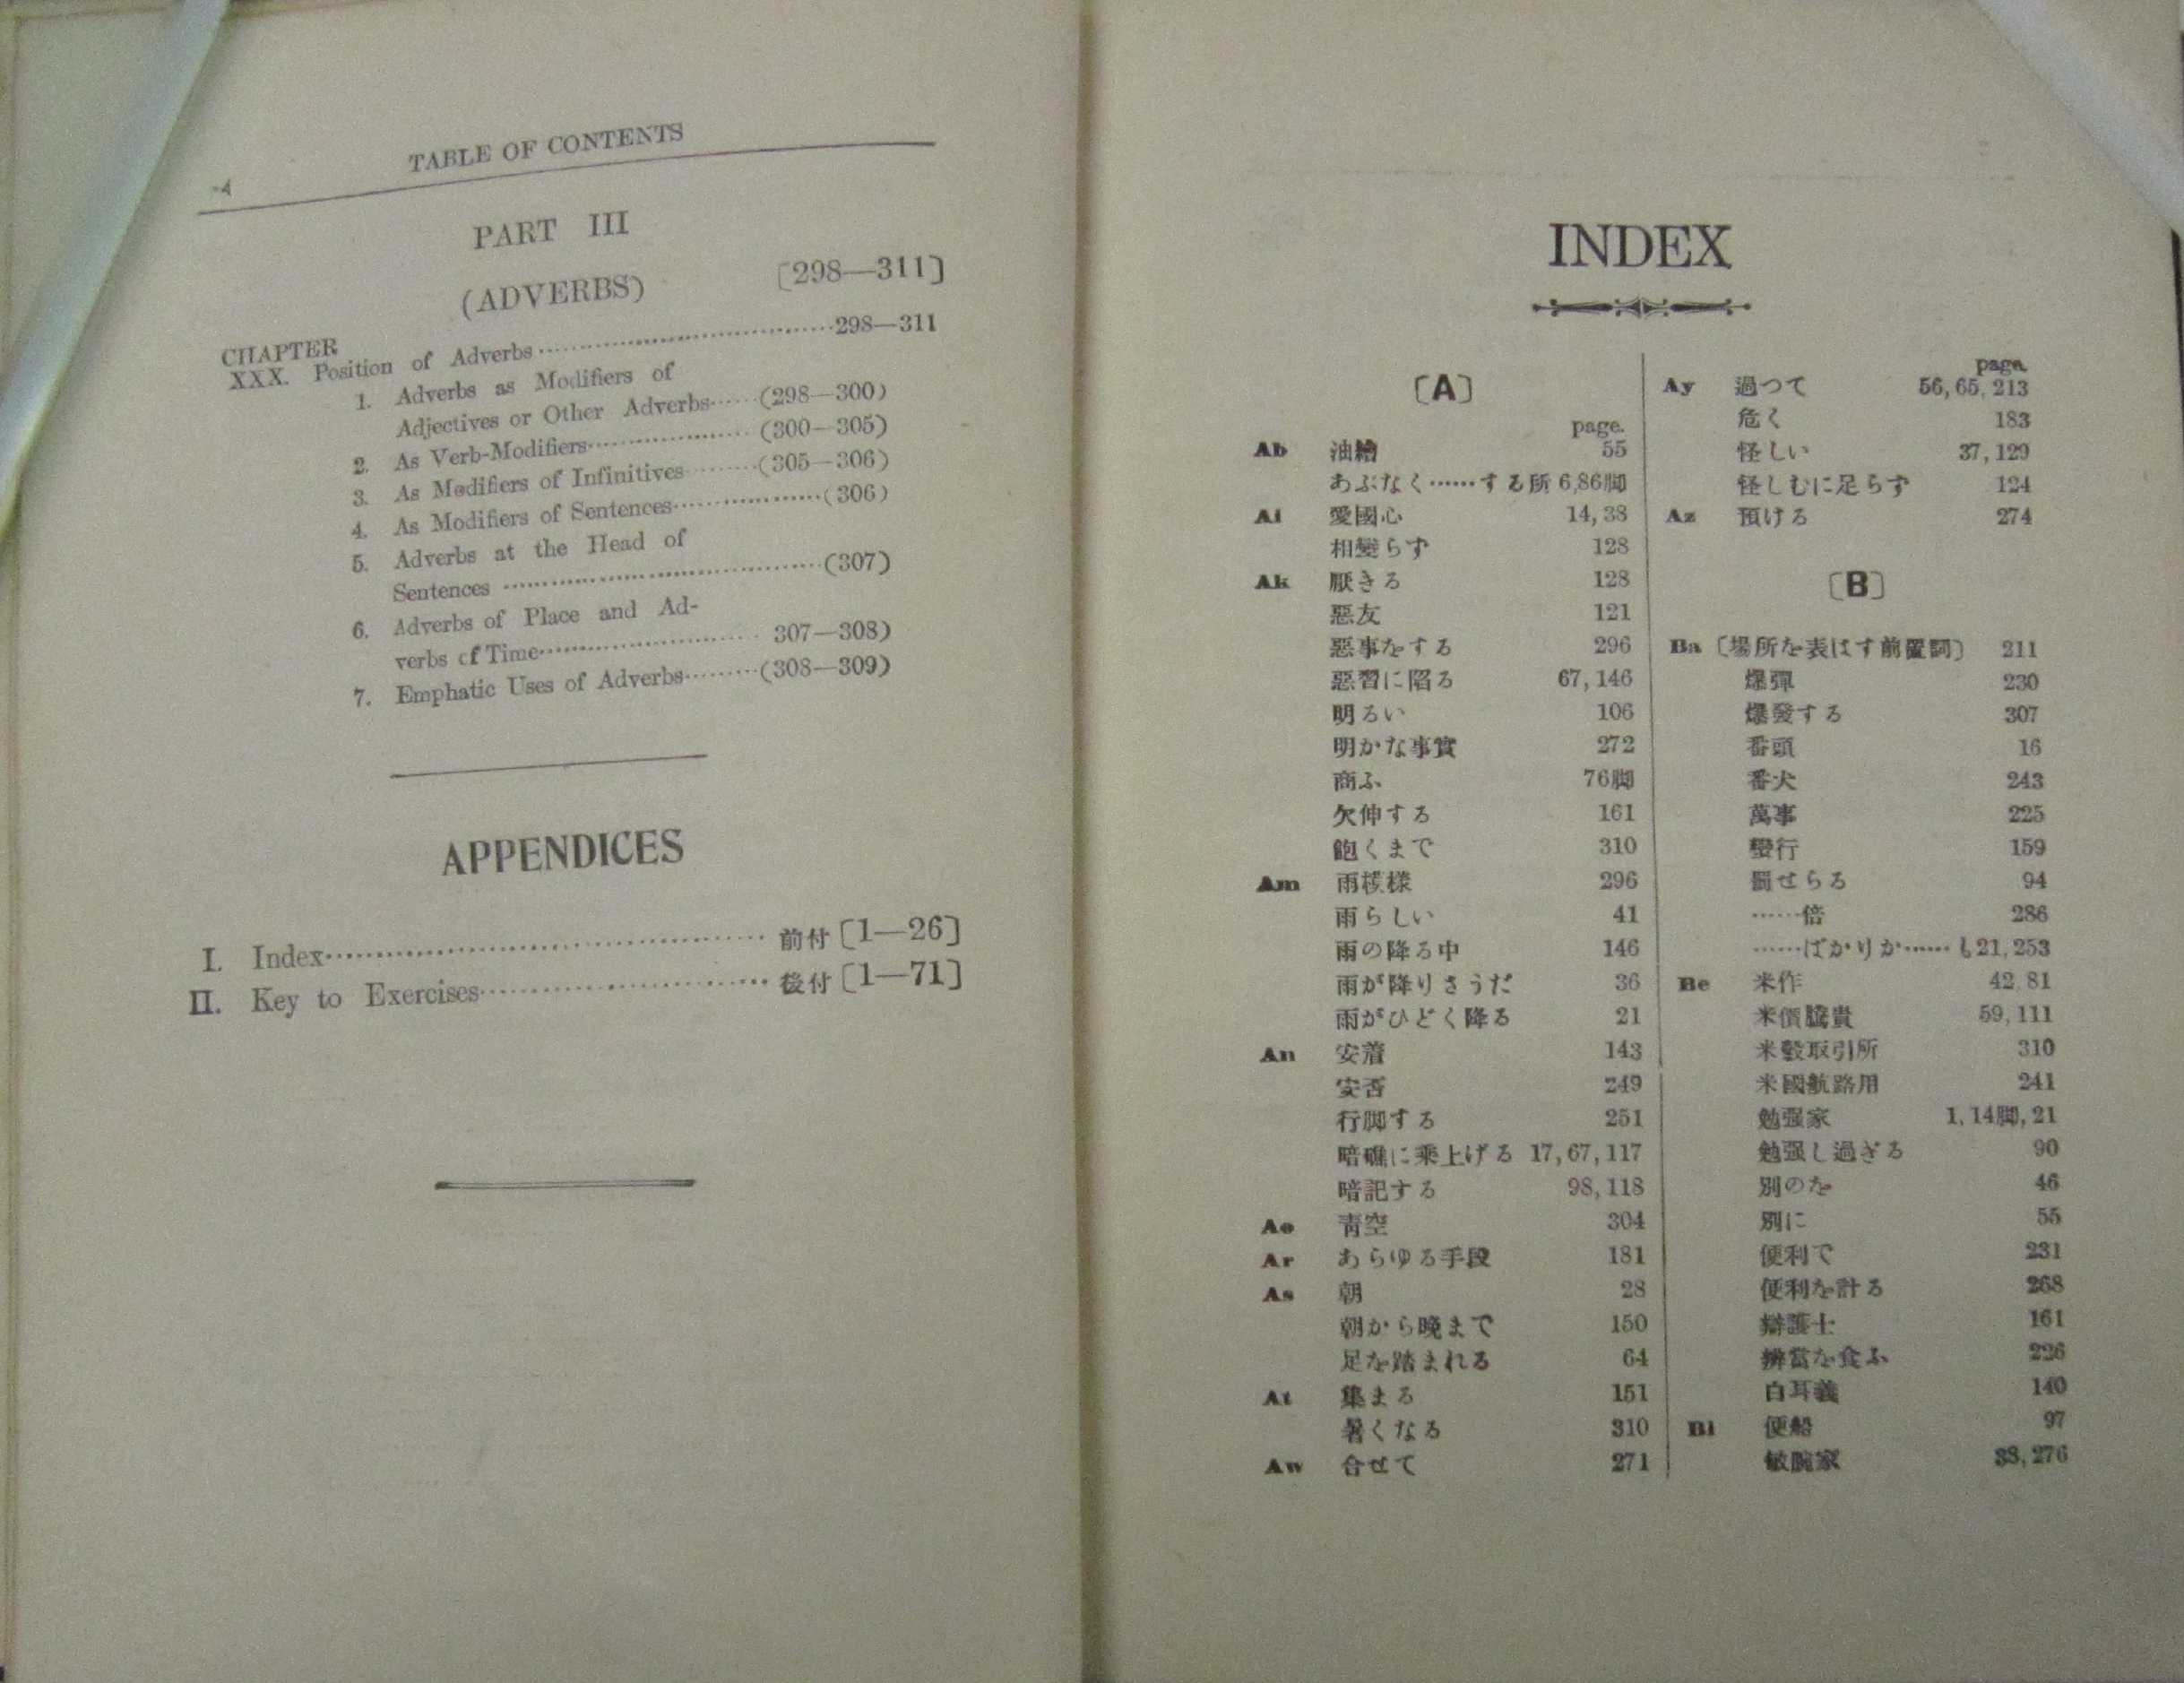 4
TABLE OF CONTENTS
PART III
(ADVERBS) 〔298—311〕
CHAPTER
XXX. Position of Adverbs……………………………298—311
1. Adverbs as Modifiers of
Adjectives or Other Adverbs……(298—300)
2. As Verb-Modifiers…………………(300—305)
3. As Modifiers of Infinitives………(305—306)
4. As Modifiers of Sentences………………(306)
5. Adverbs at the Head of
Sentences ………………………………(307)
6. Adverbs of Place and Ad-
verbs of Time…………………… 307—308)
7. Emphatic Uses of Adverbs………(308—309)
APPENDICES
I. Index……………………………………… 前付〔1—26〕
II. Key to Exercises………………………… 後付〔1—71〕
INDEX
〔A〕
page.
Ab 油繪 55
あぶなく……する所 6,86脚
Ai 愛國心 14,38
相變らず 128
Ak 厭きる 128
惡友 121
惡事をする 296
惡習に陷る 67,146
明るい 106
明かな事實 272
商ふ 76脚
欠伸する 161
飽くまで 310
Am 雨模樣 296
雨らしい 41
雨の降る中 146
雨が降りさうだ 36
雨がひどく降る 21
An 安着 143
安否 249
行脚する 251
暗礁に乘上げる 17,67,117
暗記する 98,118
Ao 靑空 304
Ar あらゆる手段 181
As 朝 28
朝から晩まで 150
足を踏まれる 64
At 集まる 151
暑くなる 310
Aw 合せて 271
page.
Ay 過つて 56,65,213
危く 183
怪しい 37,129
怪しむに足らず 124
Az 預ける 274
〔B〕
Ba〔場所を表はす前置詞〕 211
爆彈 230
爆發する 307
番頭 16
番犬 243
萬事 225
蠻行 159
罰せらる 94
……倍 286
……ばかりか……も 21,253
Be 米作 42,81
米價騰貴 59,111
米穀取引所 310
米國航路用 241
勉强家 1,14脚,21
勉强し過ぎる 90
別のを 46
別に 55
便利で 231
便利を計る 268
辯護士 161
辨當を食ふ 226
白耳義 140
Bi 便船 97
敏腕家 38,276